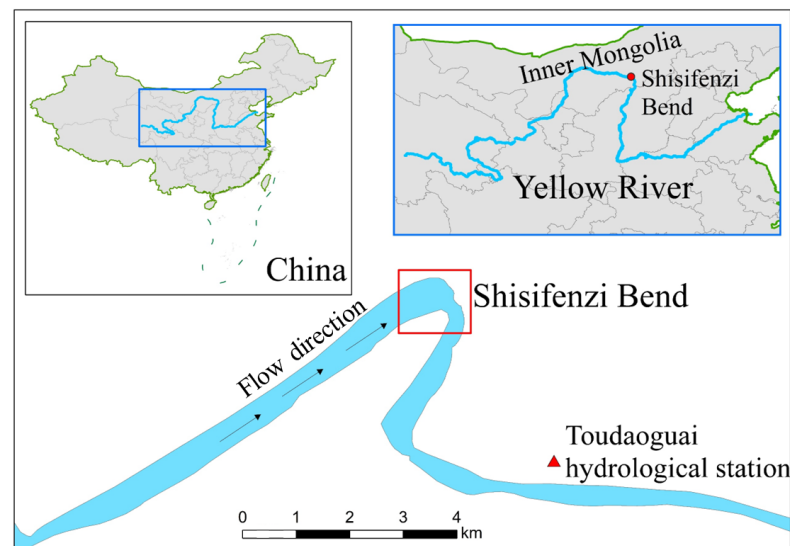 China
Inner Mongolia
Shisifenzi
Bend
Yellow River
Shisifenzi Bend
Flow direction
Toudaoguai
hydrological station
0 1 2 3 4
km